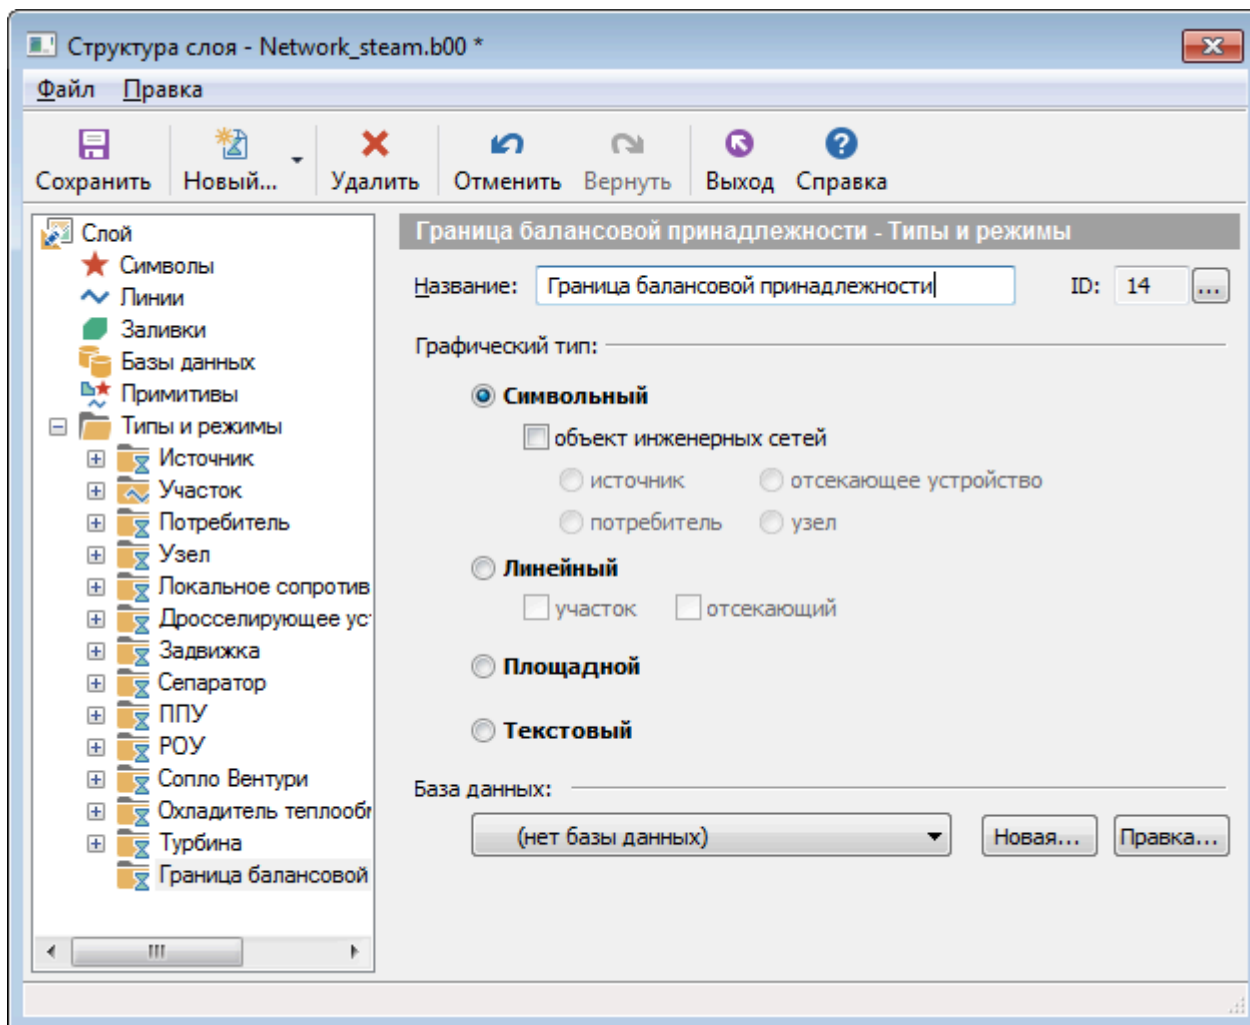 Структура слоя - Network_steam.b00 *
Файл Правка
Сохранить Новый... Удалить Отменить Вернуть Выход Справка
Слой
Символы
Линии
Заливки
Базы данных
Примитивы
Типы и режимы
Источник
Участок
Потребитель
Узел
Локальное сопротив
Дросселирующее ус
Задвижка
Сепаратор
ППУ
РОУ
Сопло Вентури
Охладитель теплооб
Турбина
Граница балансовой
Граница балансовой принадлежности - Типы и режимы
Название: Граница балансовой принадлежности ID: 14 ...
Графический тип:
Символьный
объект инженерных сетей
источник отсекающее устройство
потребитель узел
Линейный
участок отсекающий
Площадной
Текстовый
База данных:
(нет базы данных) Новая... Правка...